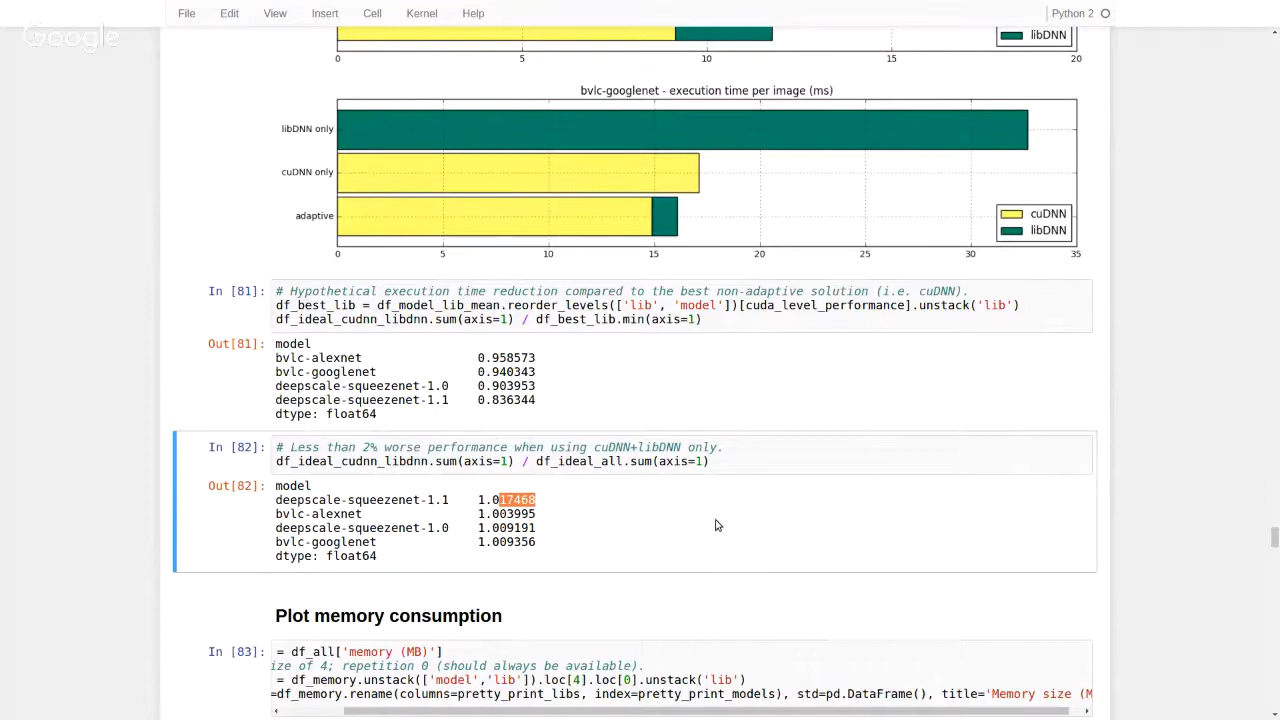 File Edit View Insert Cell Kernel Help Python 2
Google
libDNN
0 5 10 15 20
bvlc-googlenet - execution time per image (ms)
libDNN only
cuDNN only
adaptive
cuDNN
libDNN
0 5 10 15 20 25 30 35
In [81]: # Hypothetical execution time reduction compared to the best non-adaptive solution (i.e. cuDNN).
df_best_lib = df_model_lib_mean.reorder_levels(['lib', 'model'])[cuda_level_performance].unstack('lib')
df_ideal_cudnn_libdnn.sum(axis=1) / df_best_lib.min(axis=1)
Out[81]: model
bvlc-alexnet 0.958573
bvlc-googlenet 0.940343
deepscale-squeezenet-1.0 0.903953
deepscale-squeezenet-1.1 0.836344
dtype: float64
In [82]: # Less than 2% worse performance when using cuDNN+libDNN only.
df_ideal_cudnn_libdnn.sum(axis=1) / df_ideal_all.sum(axis=1)
Out[82]: model
deepscale-squeezenet-1.1 1.017468
bvlc-alexnet 1.003995
deepscale-squeezenet-1.0 1.009191
bvlc-googlenet 1.009356
dtype: float64
Plot memory consumption
In [83]: = df_all['memory (MB)']
ize of 4; repetition 0 (should always be available).
= df_memory.unstack(['model','lib']).loc[4].loc[0].unstack('lib')
=df_memory.rename(columns=pretty_print_libs, index=pretty_print_models), std=pd.DataFrame(), title='Memory size (M